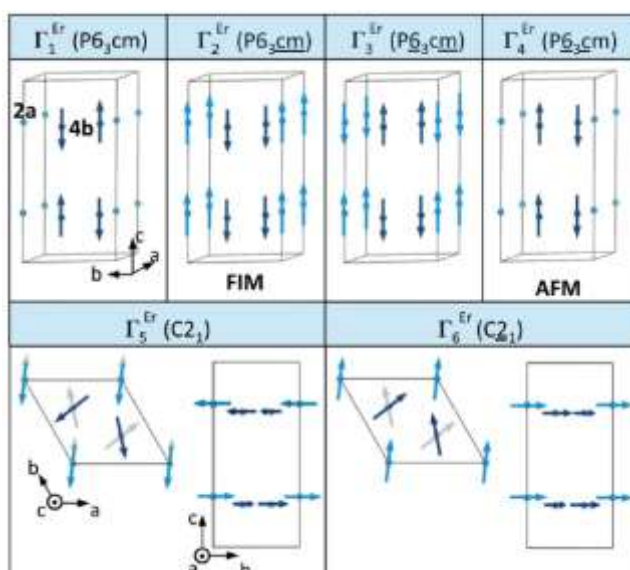 Γ₁ᴱʳ (P6₃cm) Γ₂ᴱʳ (P6₃cm) Γ₃ᴱʳ (P6₃cm) Γ₄ᴱʳ (P6₃cm)
2a
4b
c
a
b
FIM
AFM
Γ₅ᴱʳ (C2₁) Γ₆ᴱʳ (C2₁)
b
c
a
c
a
b